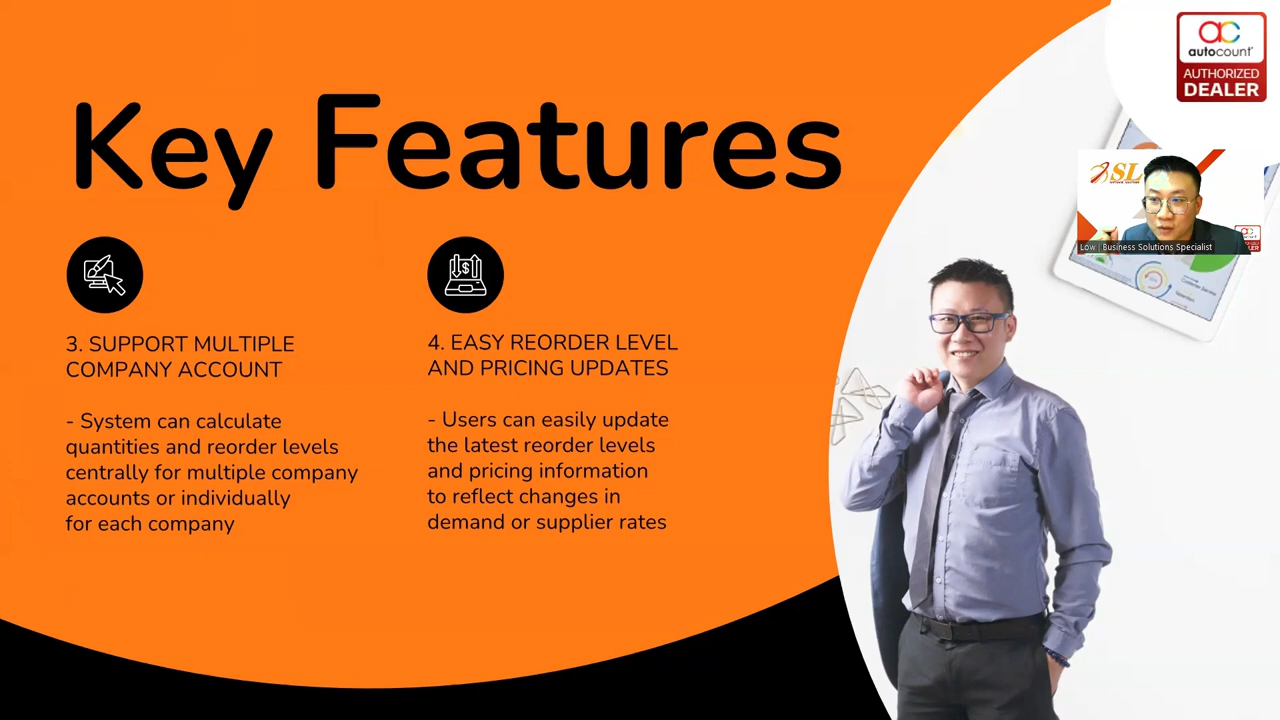 Key Features
autocount
AUTHORIZED
DEALER
SL
Low | Business Solutions Specialist
3. SUPPORT MULTIPLE
COMPANY ACCOUNT
- System can calculate
quantities and reorder levels
centrally for multiple company
accounts or individually
for each company
4. EASY REORDER LEVEL
AND PRICING UPDATES
- Users can easily update
the latest reorder levels
and pricing information
to reflect changes in
demand or supplier rates